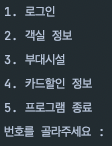 1. 로그인
2. 객실 정보
3. 부대시설
4. 카드할인 정보
5. 프로그램 종료
번호를 골라주세요 :